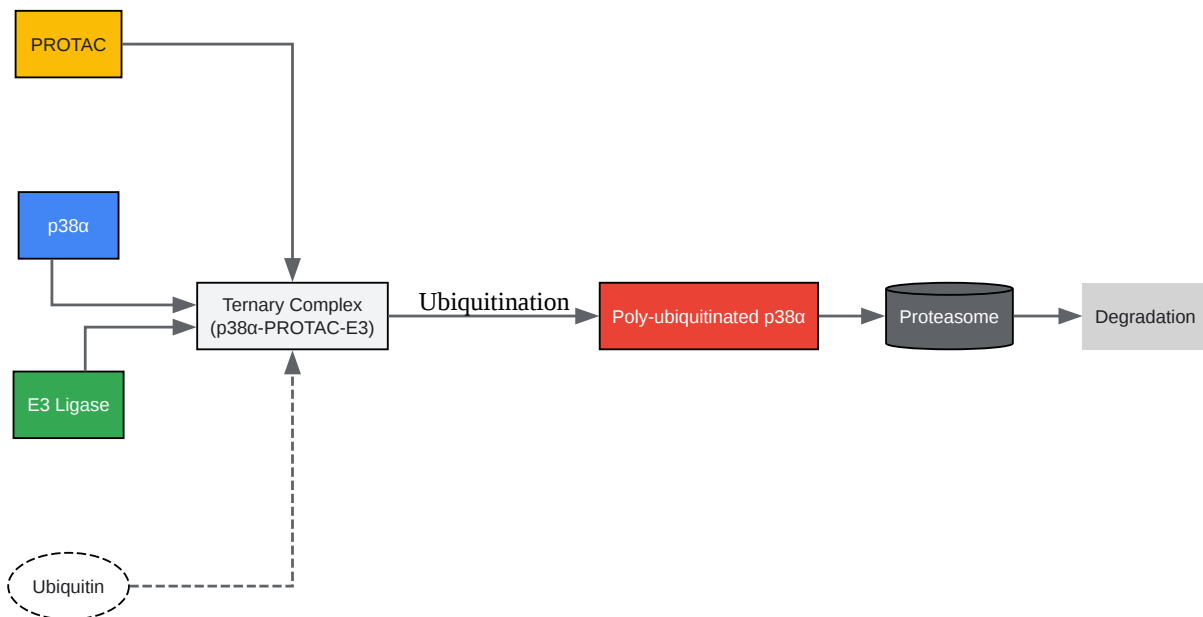 PROTAC
p38α
Ternary Complex
(p38α-PROTAC-E3)
Ubiquitination
Poly-ubiquitinated p38α
Proteasome
Degradation
E3 Ligase
Ubiquitin